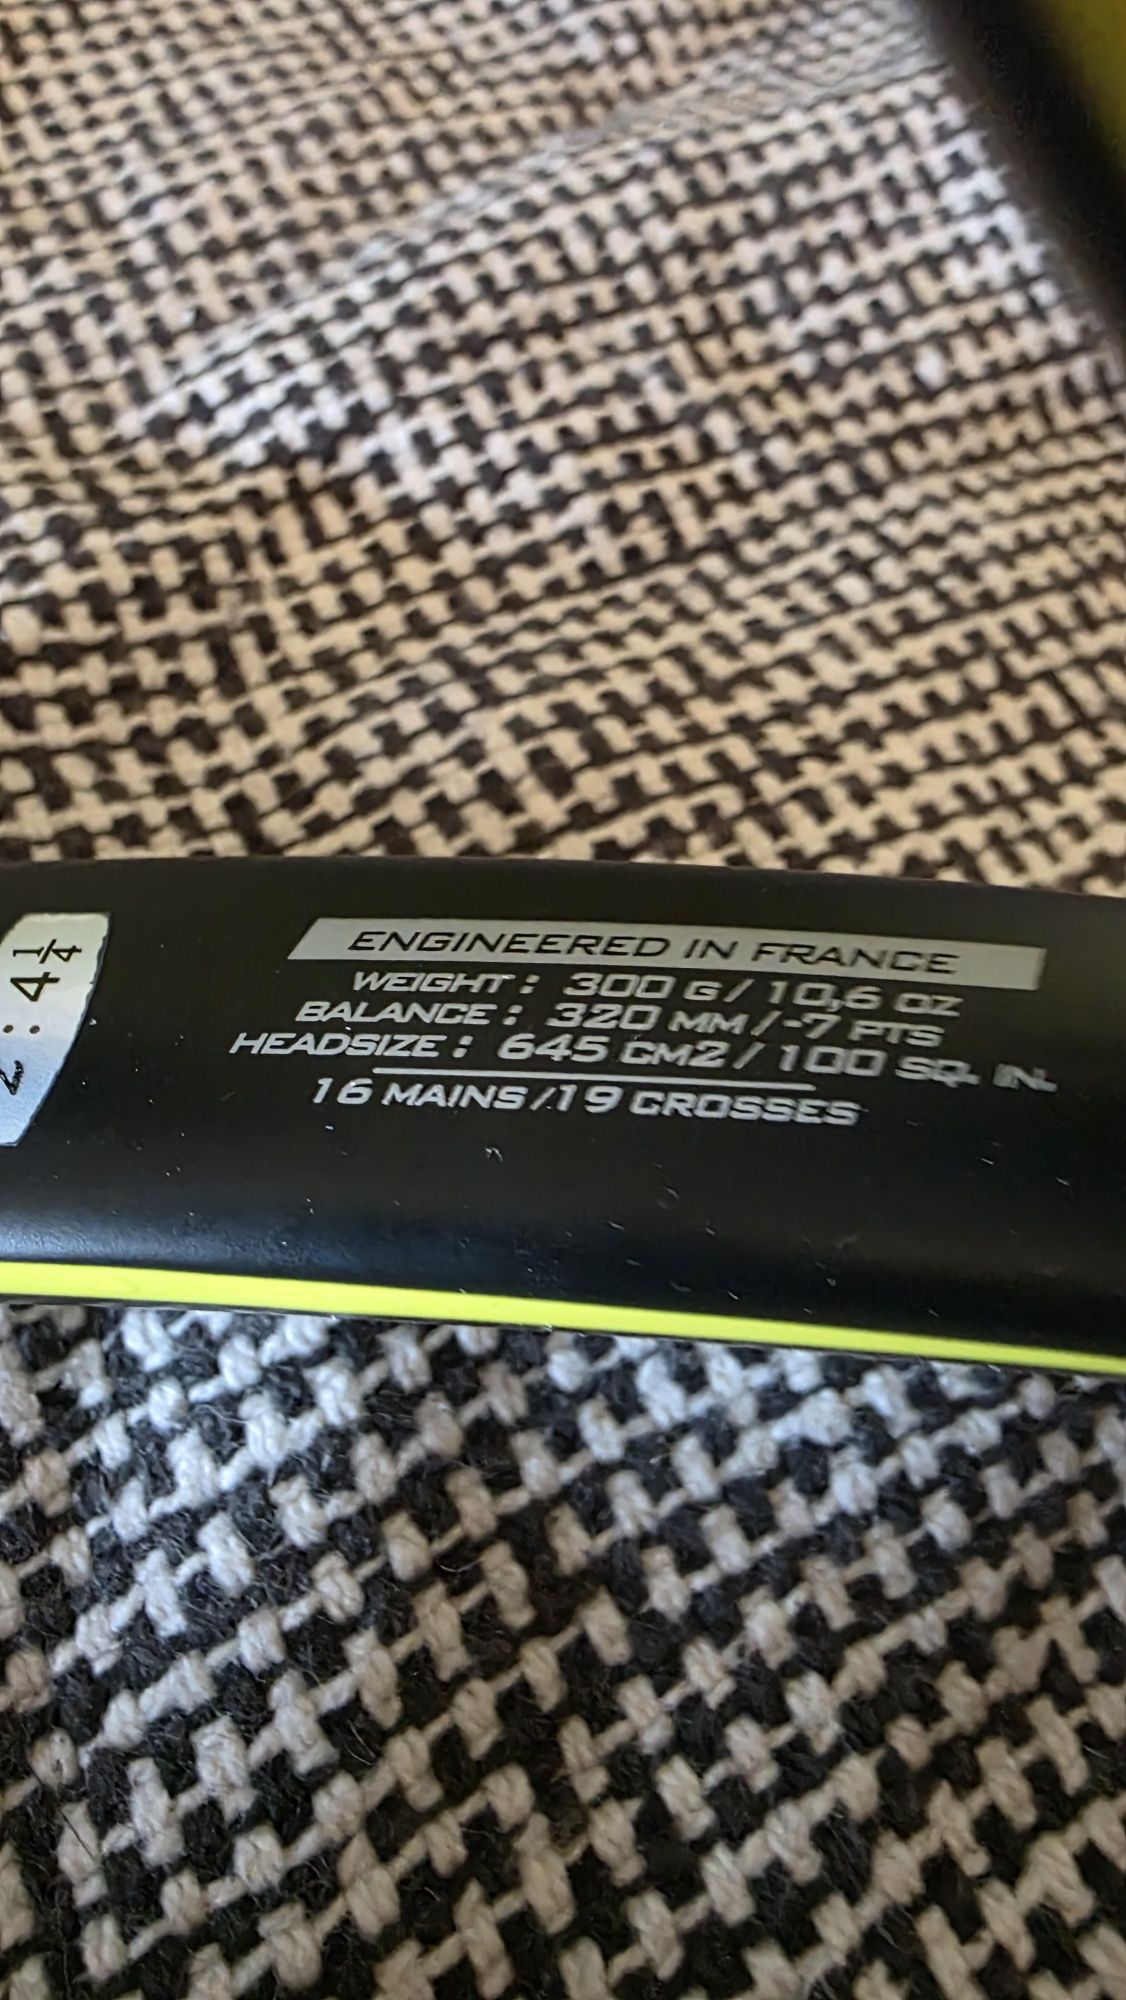 2 : 4 1/4
ENGINEERED IN FRANCE
WEIGHT : 300 G / 10,6 OZ
BALANCE : 320 MM / -7 PTS
HEADSIZE : 645 CM2 / 100 SQ. IN.
16 MAINS /19 CROSSES